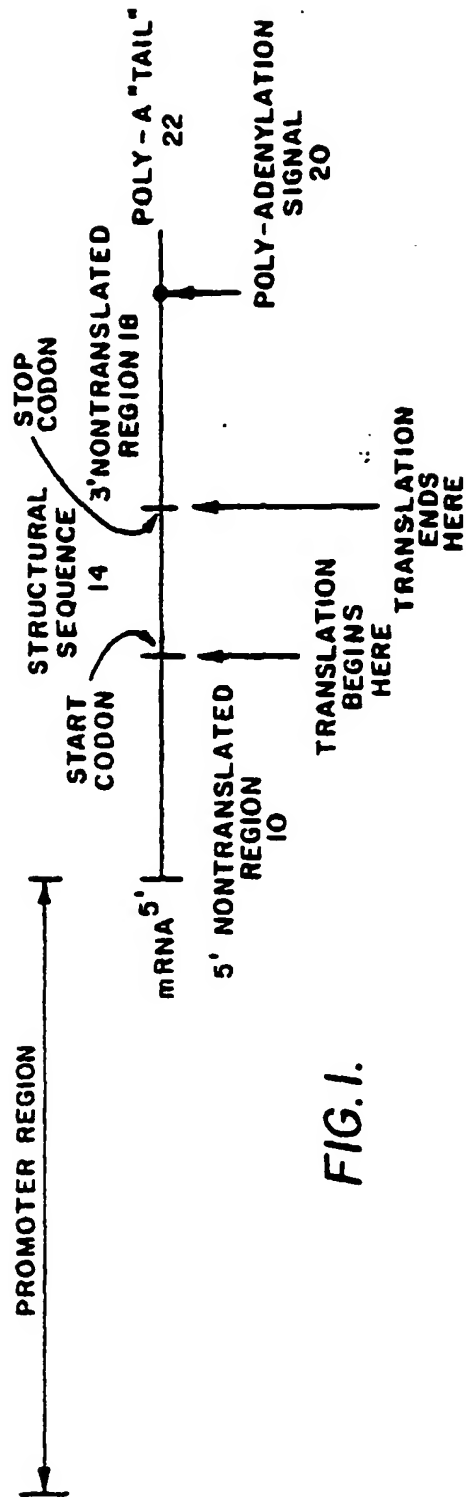 PROMOTER REGION
mRNA 5'
5' NONTRANSLATED
REGION
10
START
CODON
STRUCTURAL
SEQUENCE
14
STOP
CODON
3' NONTRANSLATED
REGION 18
POLY-A "TAIL"
22
TRANSLATION
BEGINS
HERE
TRANSLATION
ENDS
HERE
POLY-ADENYLATION
SIGNAL
20
FIG. 1.